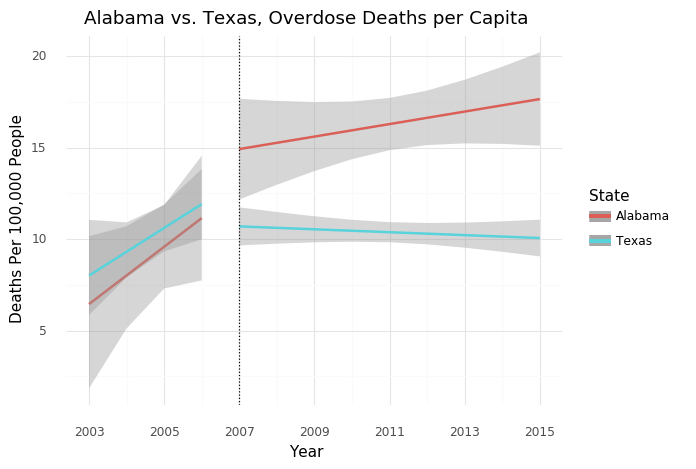 Alabama vs. Texas, Overdose Deaths per Capita
20
15
10
5
Deaths Per 100,000 People
2003 2005 2007 2009 2011 2013 2015
Year
State
Alabama
Texas